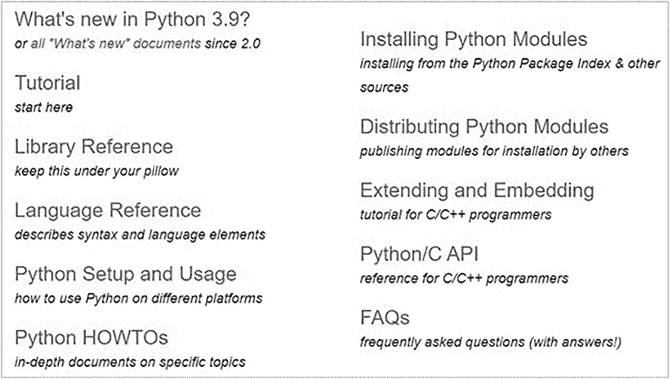 What's new in Python 3.9?
or all "What's new" documents since 2.0
Tutorial
start here
Library Reference
keep this under your pillow
Language Reference
describes syntax and language elements
Python Setup and Usage
how to use Python on different platforms
Python HOWTOs
in-depth documents on specific topics
Installing Python Modules
installing from the Python Package Index & other
sources
Distributing Python Modules
publishing modules for installation by others
Extending and Embedding
tutorial for C/C++ programmers
Python/C API
reference for C/C++ programmers
FAQs
frequently asked questions (with answers!)